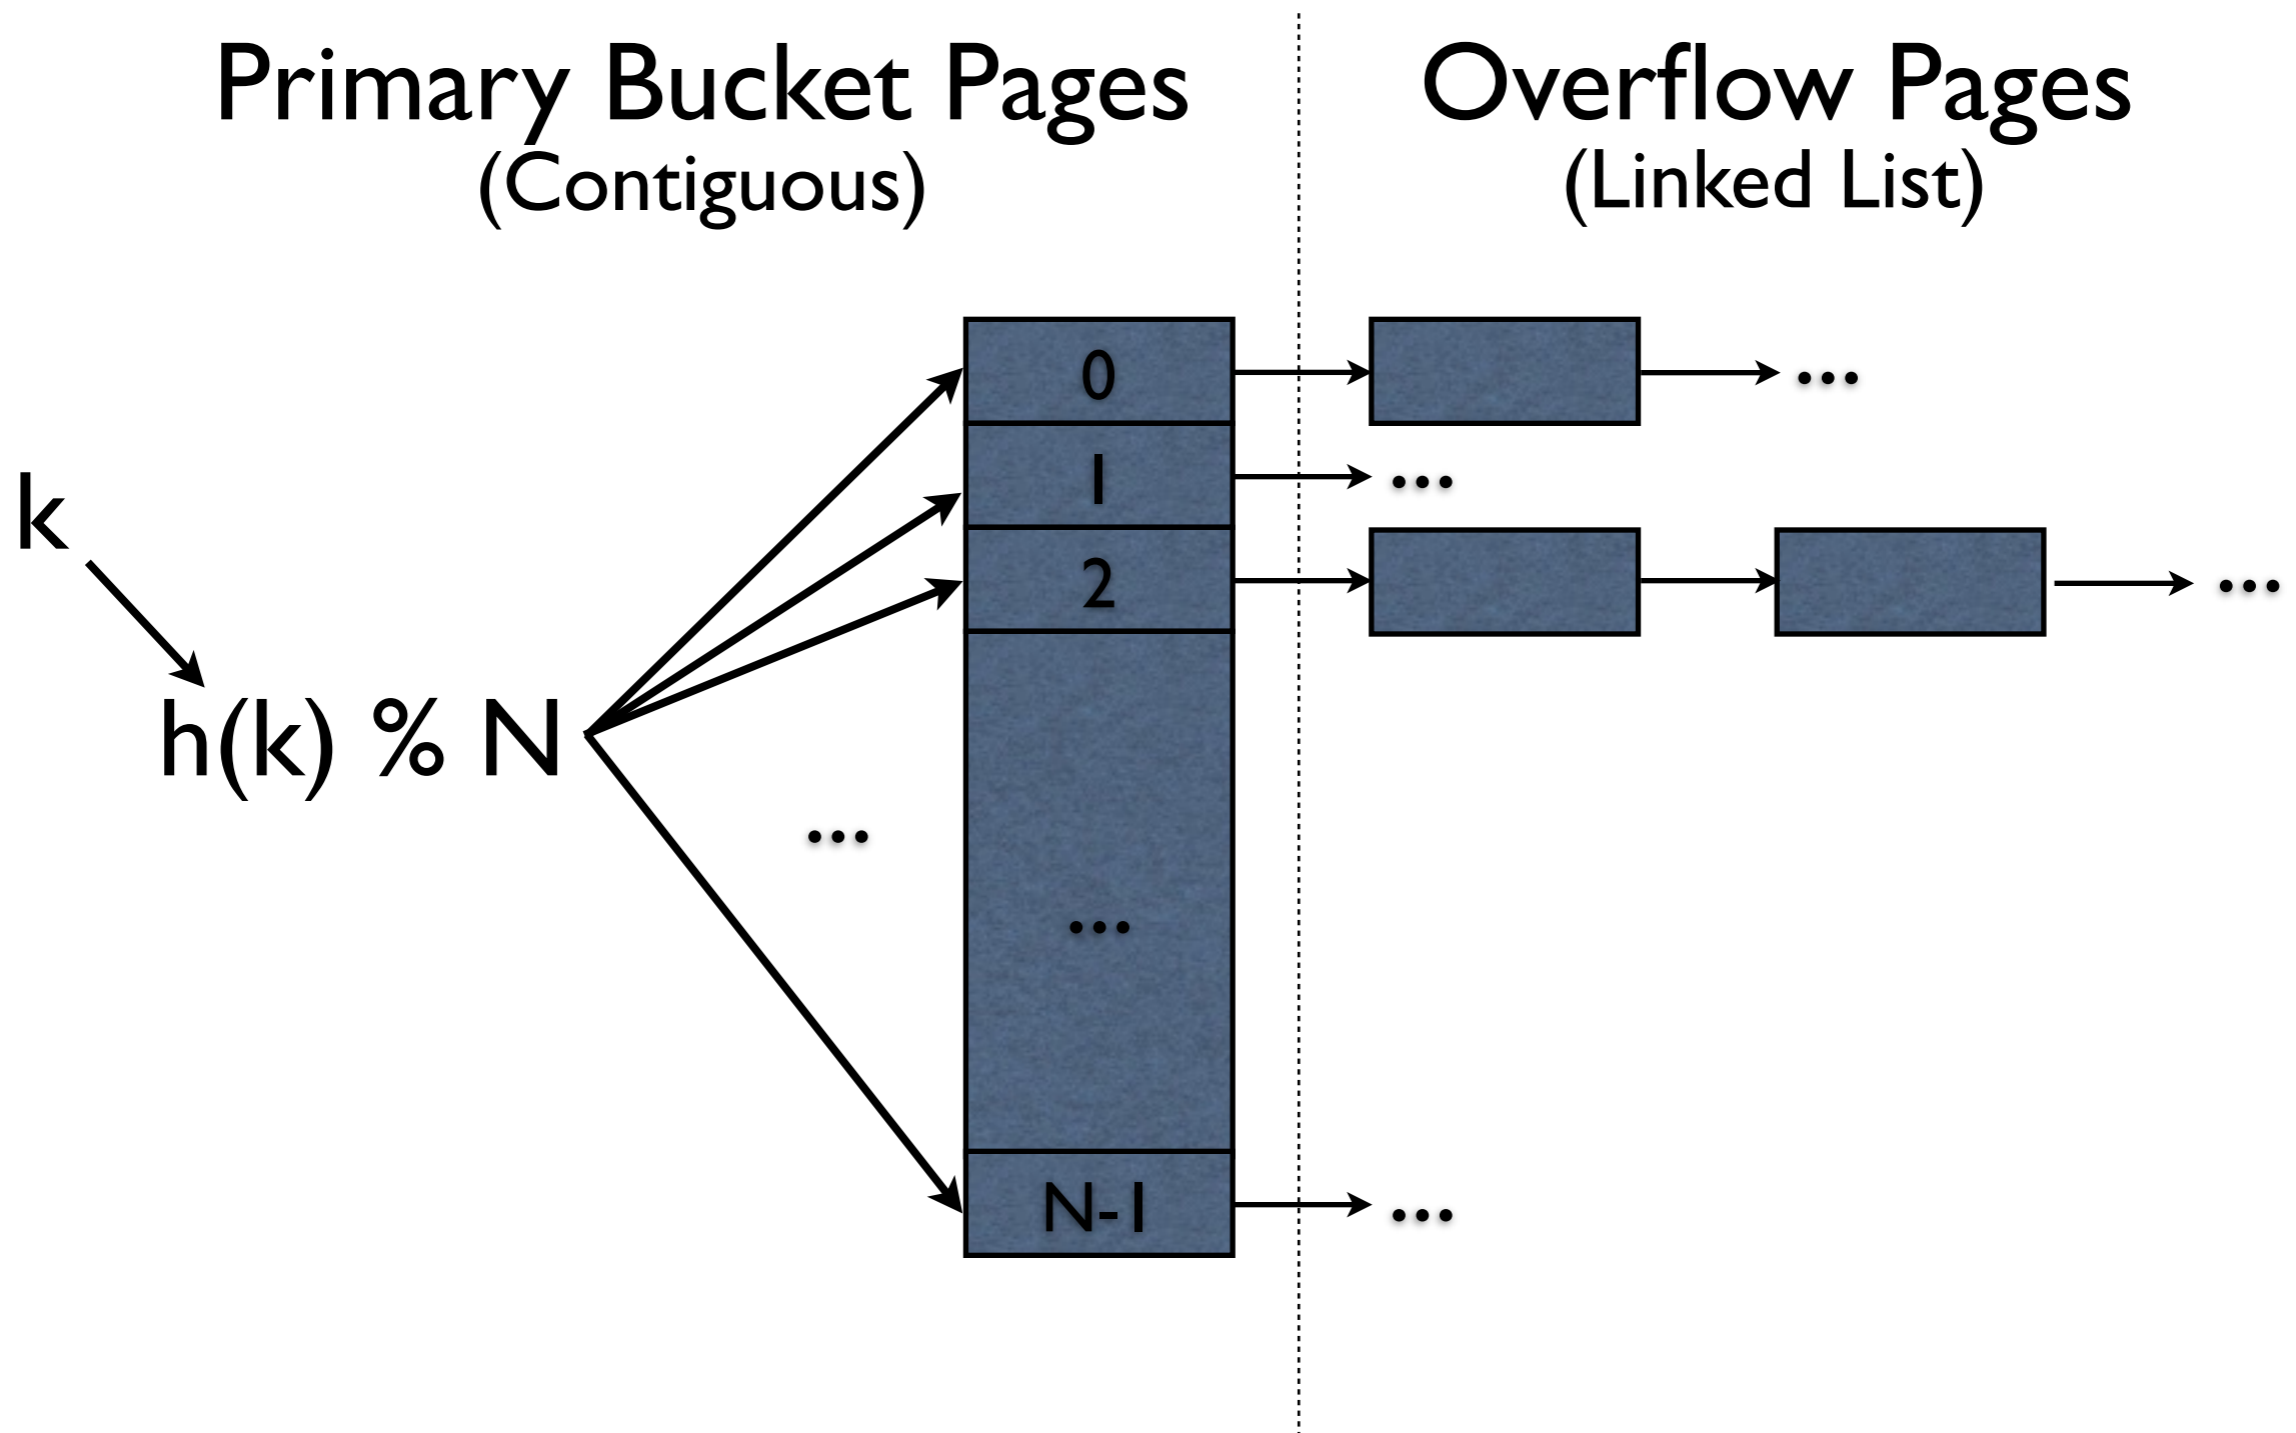 Primary Bucket Pages
(Contiguous)
Overflow Pages
(Linked List)
k
h(k) % N
...
0
1
2
...
N-1
...
...
...
...